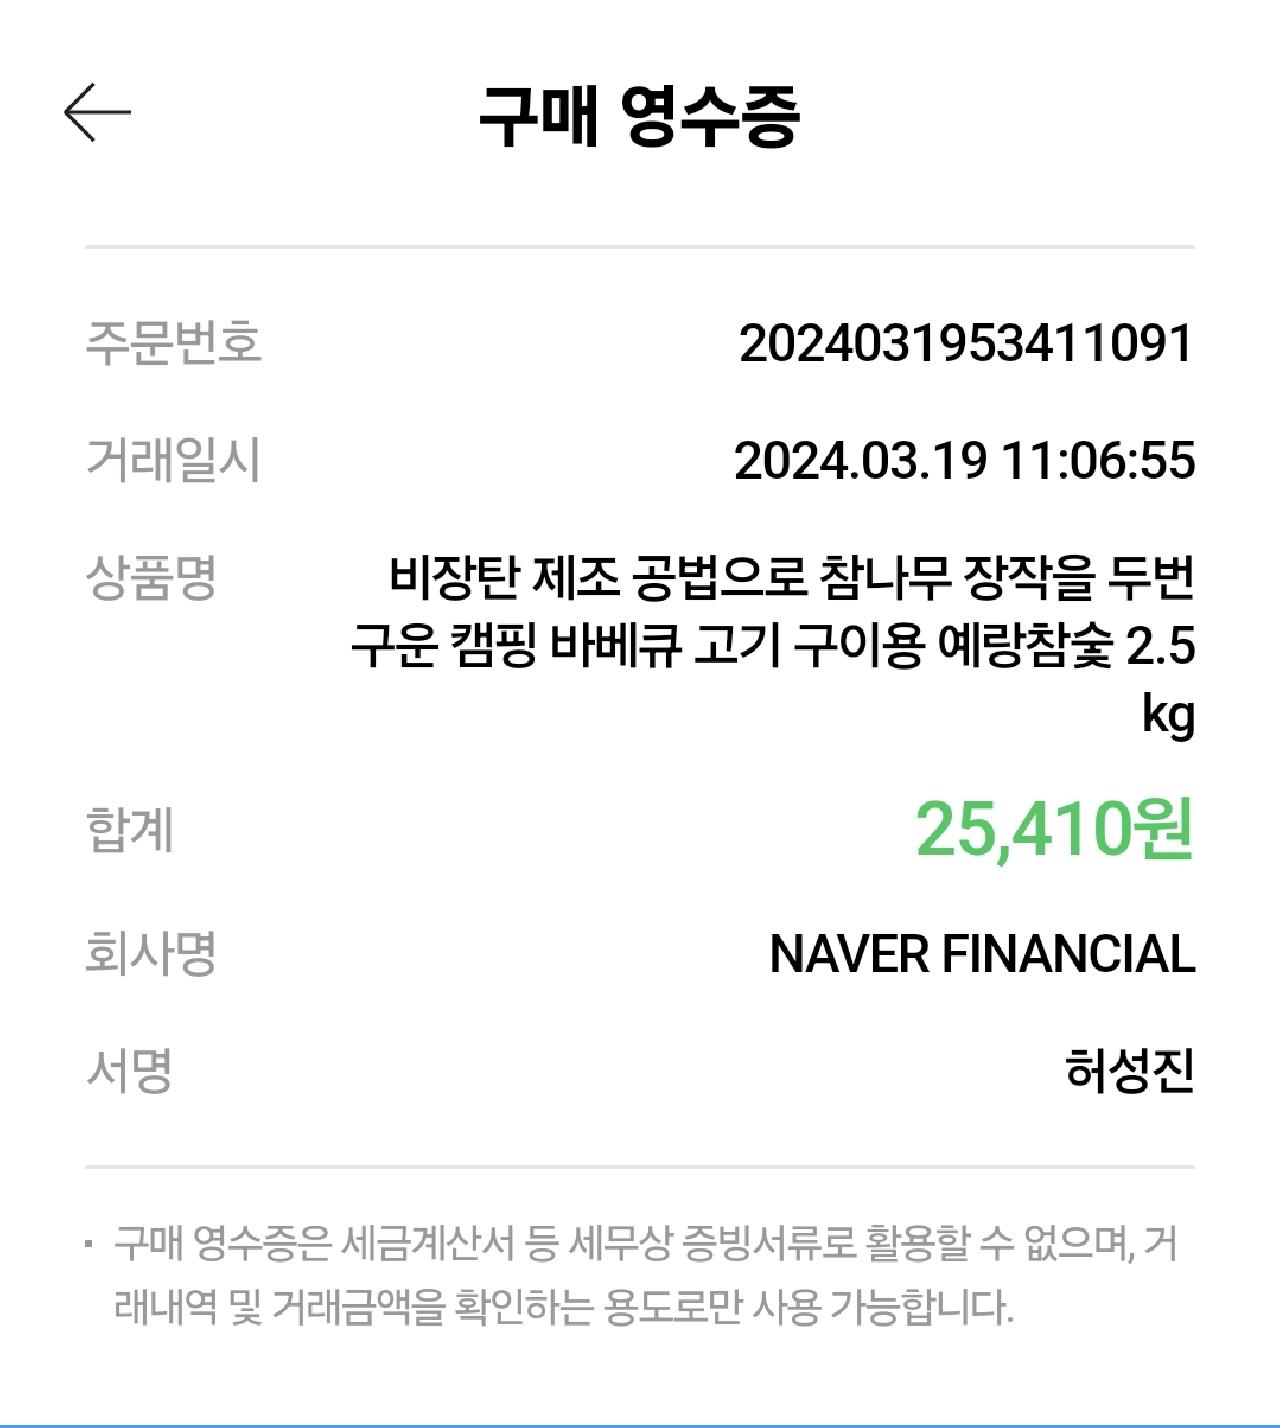 구매 영수증
주문번호 2024031953411091
거래일시 2024.03.19 11:06:55
상품명 비장탄 제조 공법으로 참나무 장작을 두번
구운 캠핑 바베큐 고기 구이용 예랑참숯 2.5
kg
합계 25,410원
회사명 NAVER FINANCIAL
서명 허성진
· 구매 영수증은 세금계산서 등 세무상 증빙서류로 활용할 수 없으며, 거
래내역 및 거래금액을 확인하는 용도로만 사용 가능합니다.